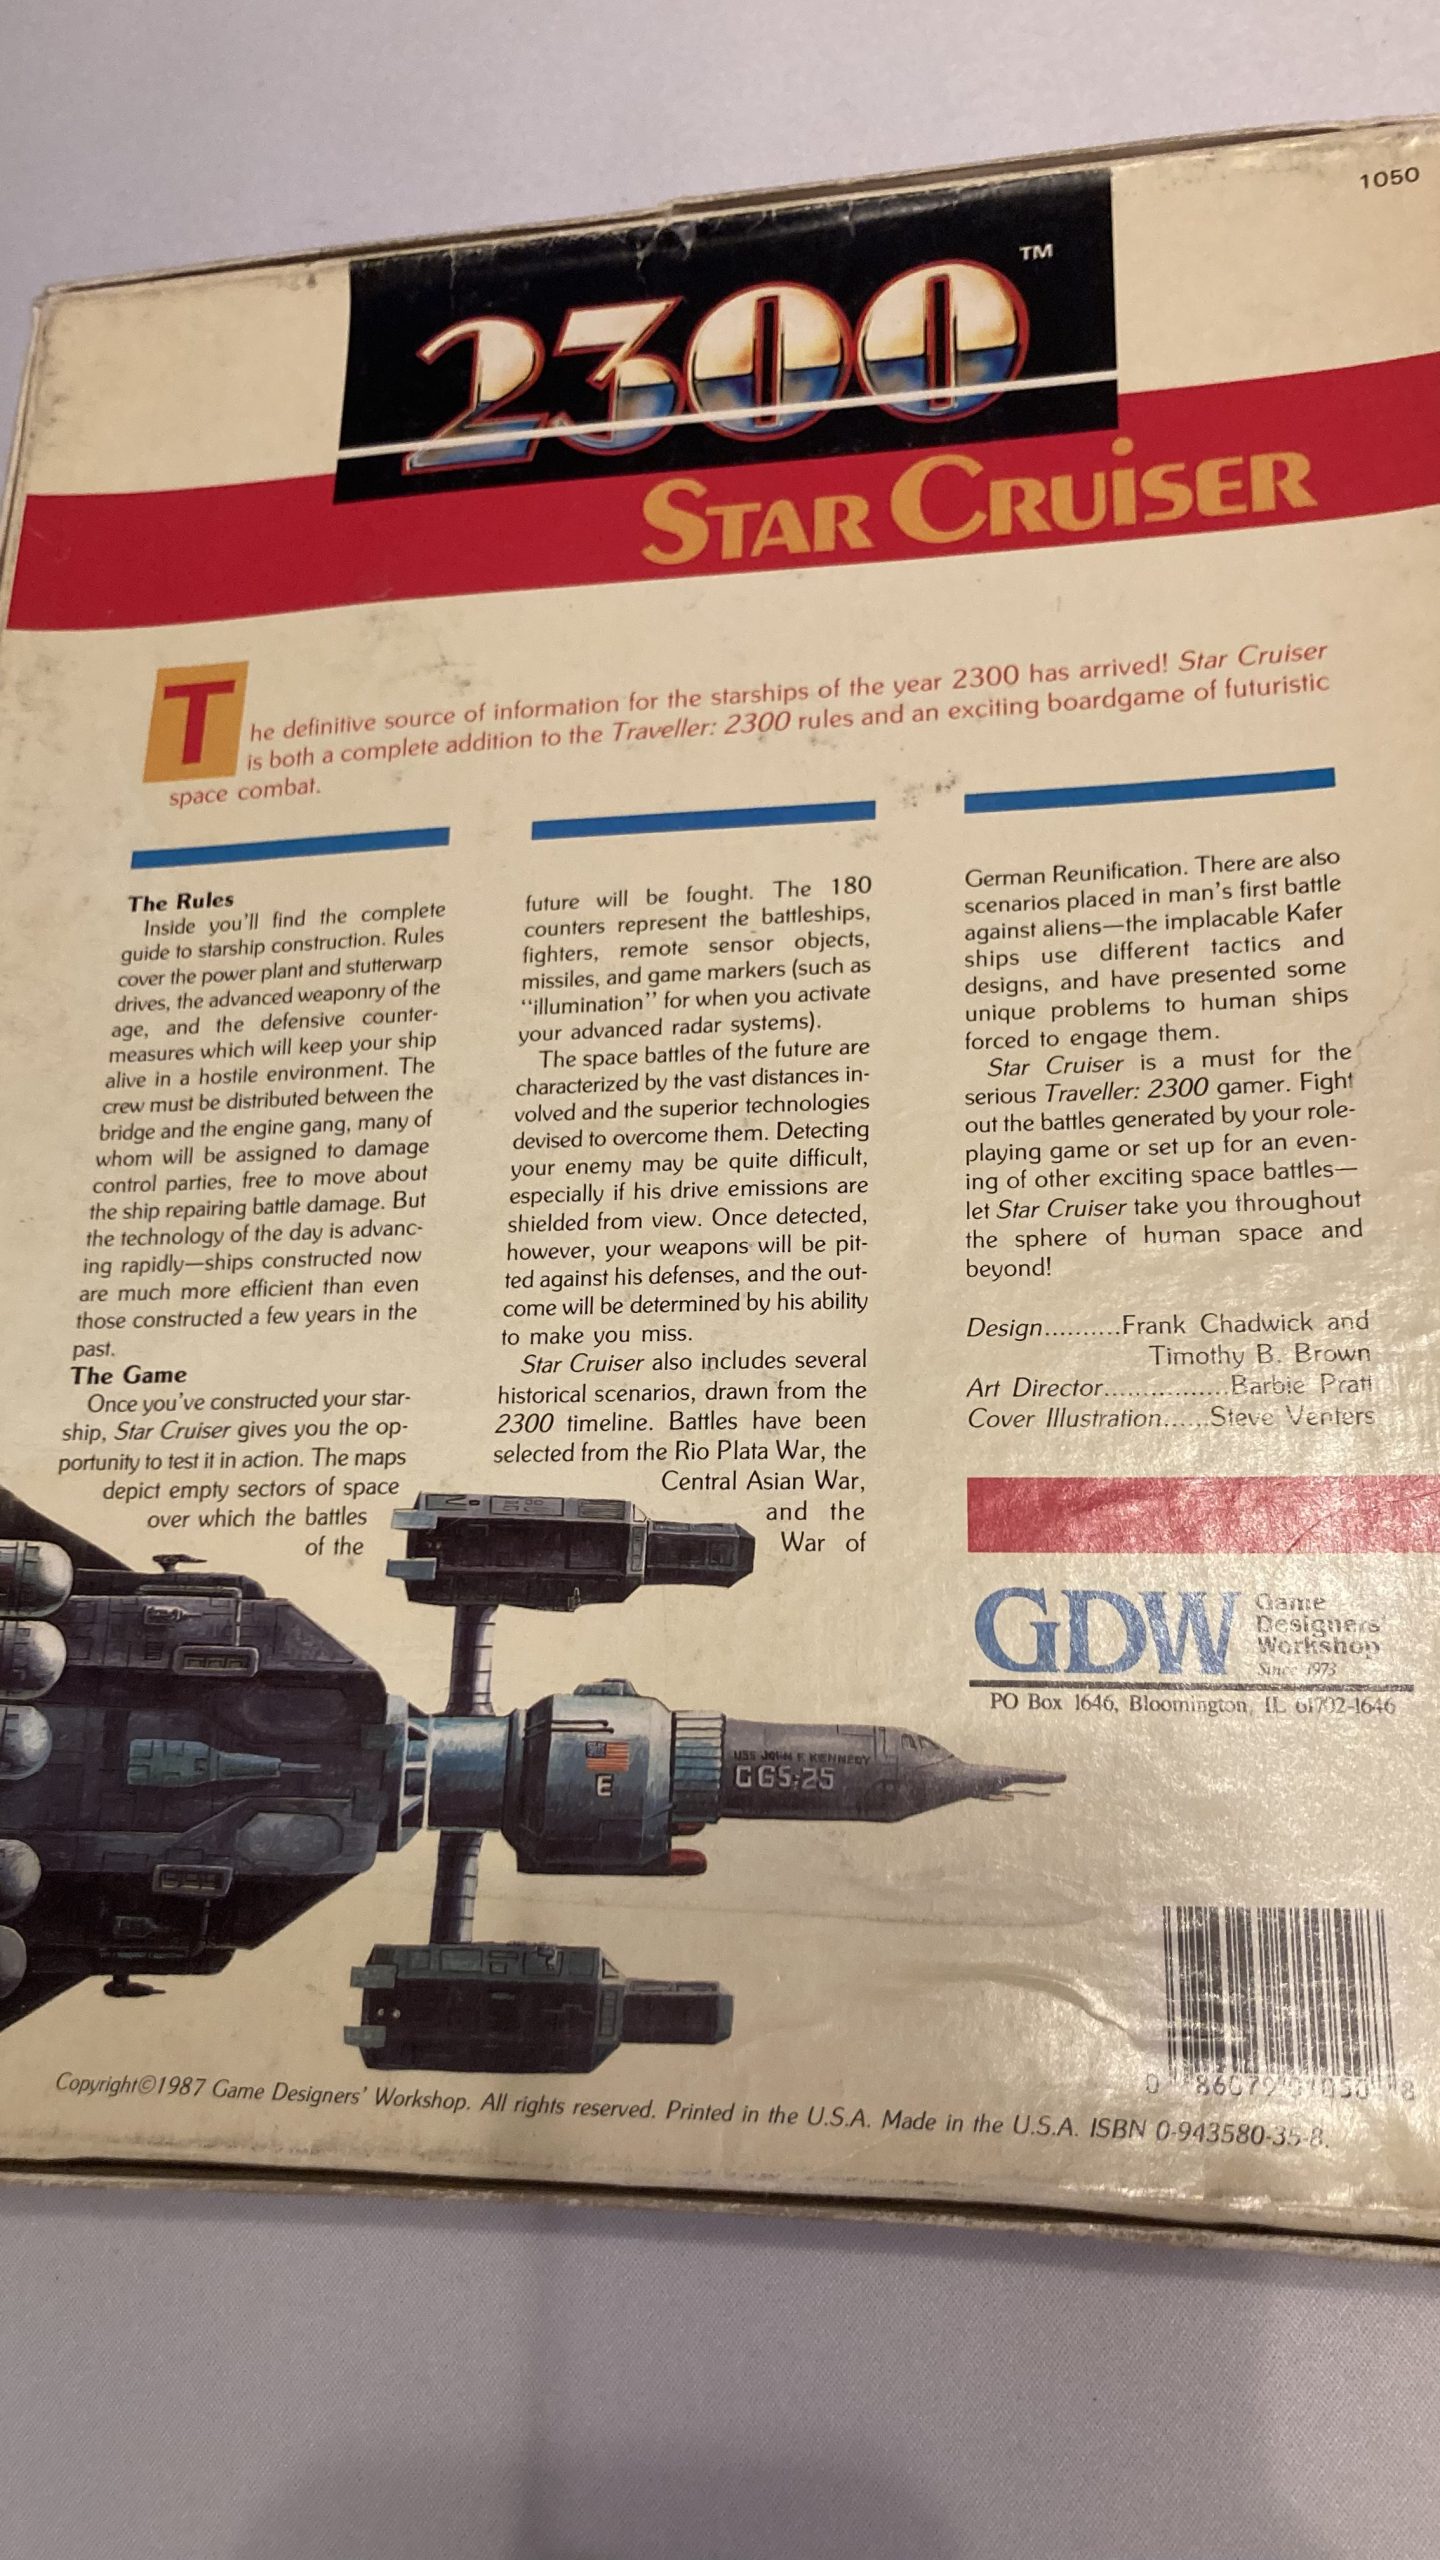 1050
2300™
STAR CRUiSER
The definitive source of information for the starships of the year 2300 has arrived! Star Cruiser
is both a complete addition to the Traveller: 2300 rules and an exciting boardgame of futuristic
space combat.
The Rules
Inside you'll find the complete
guide to starship construction. Rules
cover the power plant and stutterwarp
drives, the advanced weaponry of the
age, and the defensive counter-
measures which will keep your ship
alive in a hostile environment. The
crew must be distributed between the
bridge and the engine gang, many of
whom will be assigned to damage
control parties, free to move about
the ship repairing battle damage. But
the technology of the day is advanc-
ing rapidly—ships constructed now
are much more efficient than even
those constructed a few years in the
past.
The Game
Once you've constructed your star-
ship, Star Cruiser gives you the op-
portunity to test it in action. The maps
depict empty sectors of space
over which the battles
of the
future will be fought. The 180
counters represent the battleships,
fighters, remote sensor objects,
missiles, and game markers (such as
"illumination" for when you activate
your advanced radar systems).
The space battles of the future are
characterized by the vast distances in-
volved and the superior technologies
devised to overcome them. Detecting
your enemy may be quite difficult,
especially if his drive emissions are
shielded from view. Once detected,
however, your weapons will be pit-
ted against his defenses, and the out-
come will be determined by his ability
to make you miss.
Star Cruiser also includes several
historical scenarios, drawn from the
2300 timeline. Battles have been
selected from the Rio Plata War, the
Central Asian War,
and the
War of
German Reunification. There are also
scenarios placed in man's first battle
against aliens—the implacable Kafer
ships use different tactics and
designs, and have presented some
unique problems to human ships
forced to engage them.
Star Cruiser is a must for the
serious Traveller: 2300 gamer. Fight
out the battles generated by your role-
playing game or set up for an even-
ing of other exciting space battles—
let Star Cruiser take you throughout
the sphere of human space and
beyond!
Design..........Frank Chadwick and
Timothy B. Brown
Art Director................Barbie Pratt
Cover Illustration......Steve Venters
GDW
Game
Designers'
Workshop
Since 1973
PO Box 1646, Bloomington, IL 61702-1646
USS JOHN F KENNEDY
CGS-25
E
0 86079 01050 8
Copyright©1987 Game Designers' Workshop. All rights reserved. Printed in the U.S.A. Made in the U.S.A. ISBN 0-943580-35-8.